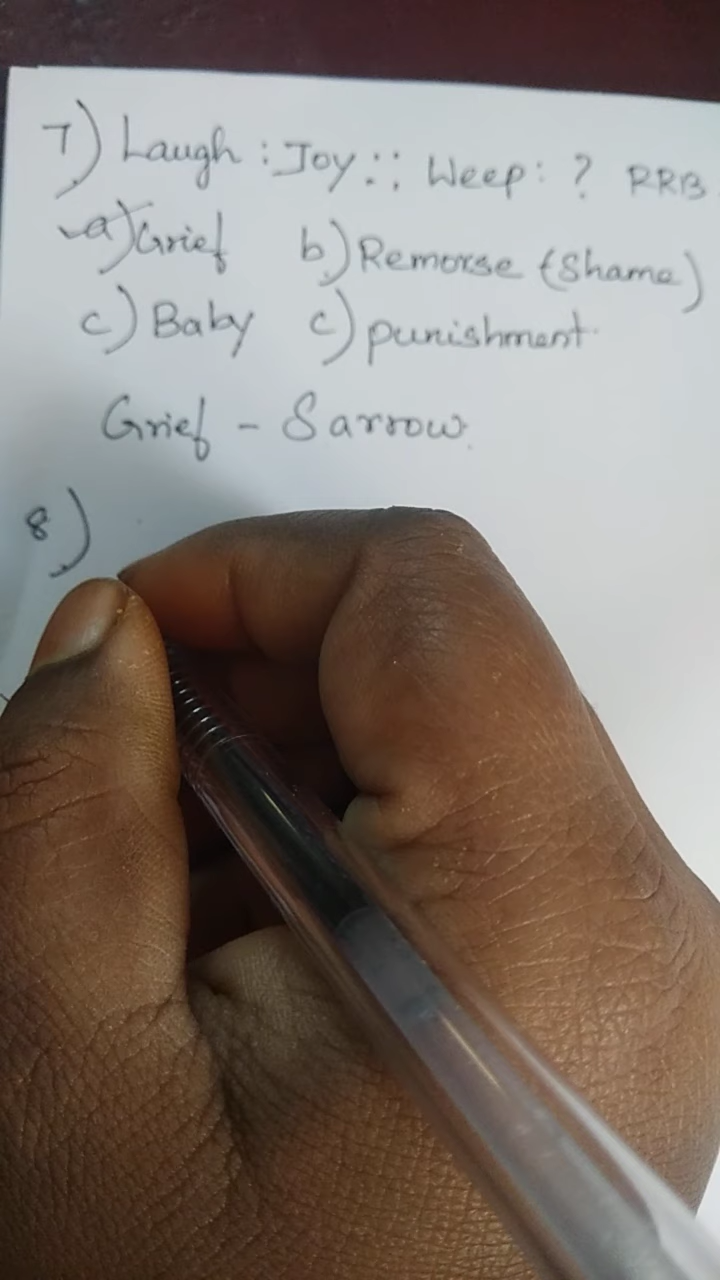 7) Laugh : Joy :: Weep : ? RRB
a) Grief b) Remorse (Shame)
c) Baby c) punishment.
Grief - Sarrow.
8)